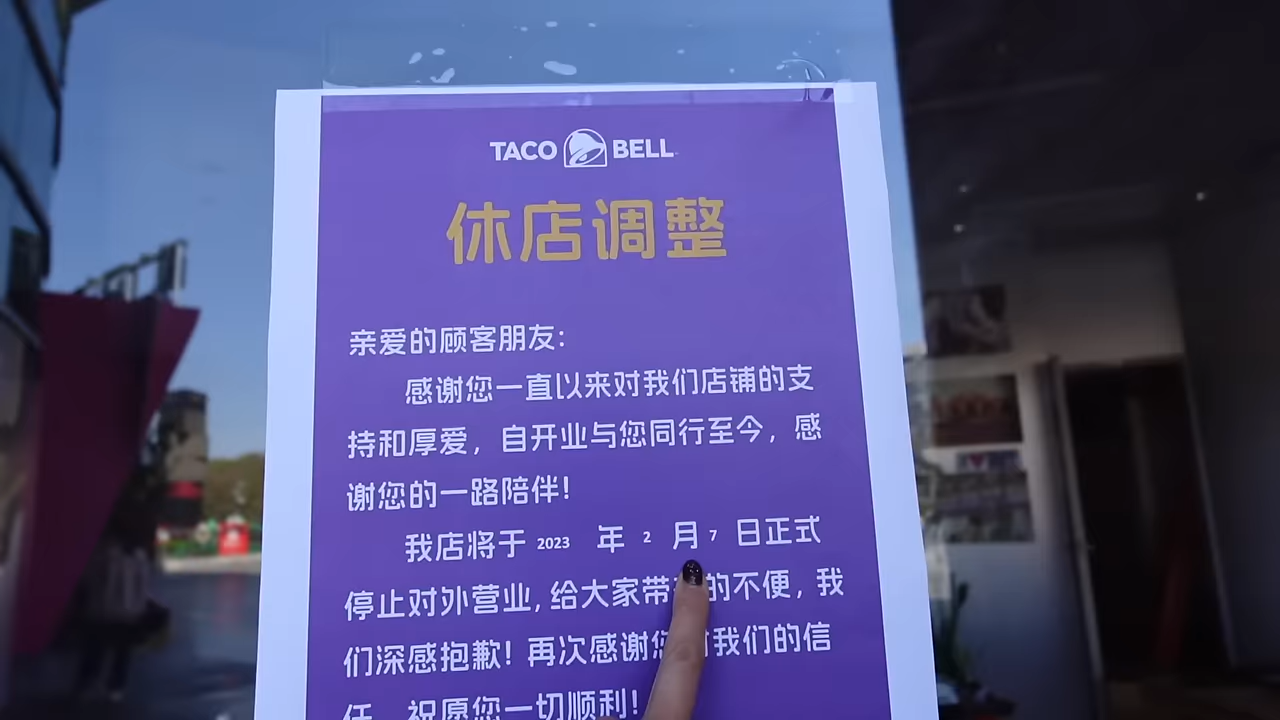 TACO BELL
休店调整
亲爱的顾客朋友:
感谢您一直以来对我们店铺的支
持和厚爱，自开业与您同行至今，感
谢您的一路陪伴!
我店将于 2023 年 2 月 7 日正式
停止对外营业,给大家带的不便，我
们深感抱歉! 再次感谢您我们的信
任，祝愿您一切顺利!